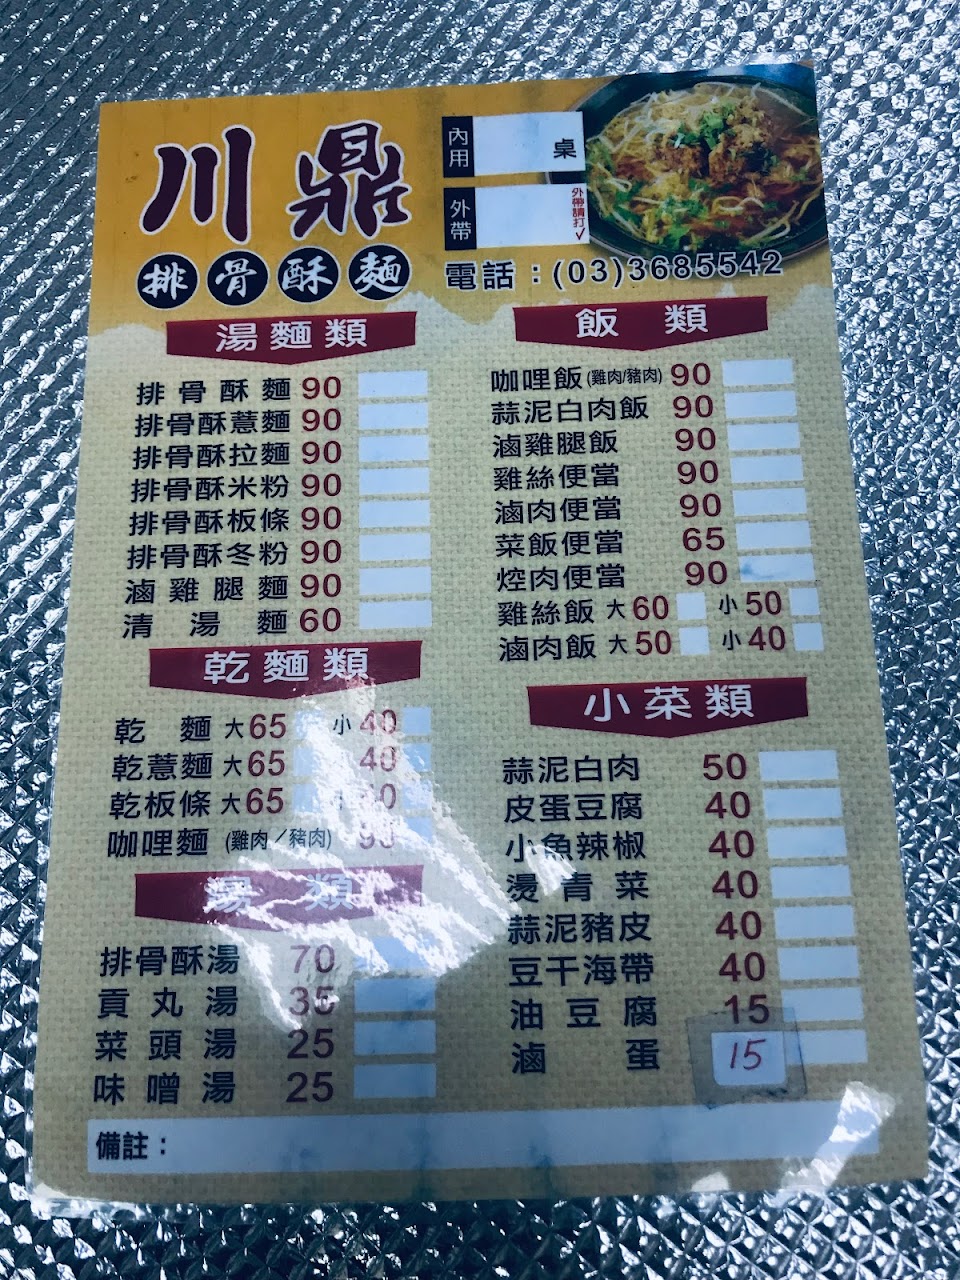 川鼎
排骨酥麵
內用 桌
外帶 外帶請打V
電話：(03)3685542
湯麵類
排骨酥麵 90
排骨酥薏麵 90
排骨酥拉麵 90
排骨酥米粉 90
排骨酥板條 90
排骨酥冬粉 90
滷雞腿麵 90
清湯麵 60
乾麵類
乾麵 大65 小40
乾薏麵 大65 40
乾板條 大65
咖哩麵 (雞肉／豬肉) 90
湯類
排骨酥湯 70
貢丸湯 35
菜頭湯 25
味噌湯 25
飯類
咖哩飯(雞肉/豬肉) 90
蒜泥白肉飯 90
滷雞腿飯 90
雞絲便當 90
滷肉便當 90
菜飯便當 65
焢肉便當 90
雞絲飯 大60 小50
滷肉飯 大50 小40
小菜類
蒜泥白肉 50
皮蛋豆腐 40
小魚辣椒 40
燙青菜 40
蒜泥豬皮 40
豆干海帶 40
油豆腐 15
滷蛋 15
備註：